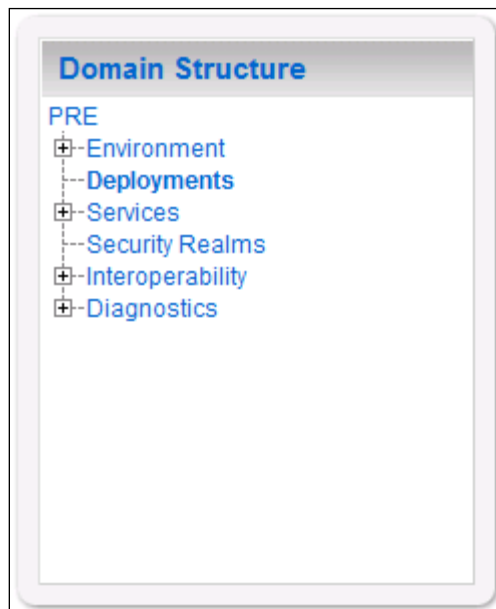 Domain Structure
PRE
Environment
Deployments
Services
Security Realms
Interoperability
Diagnostics